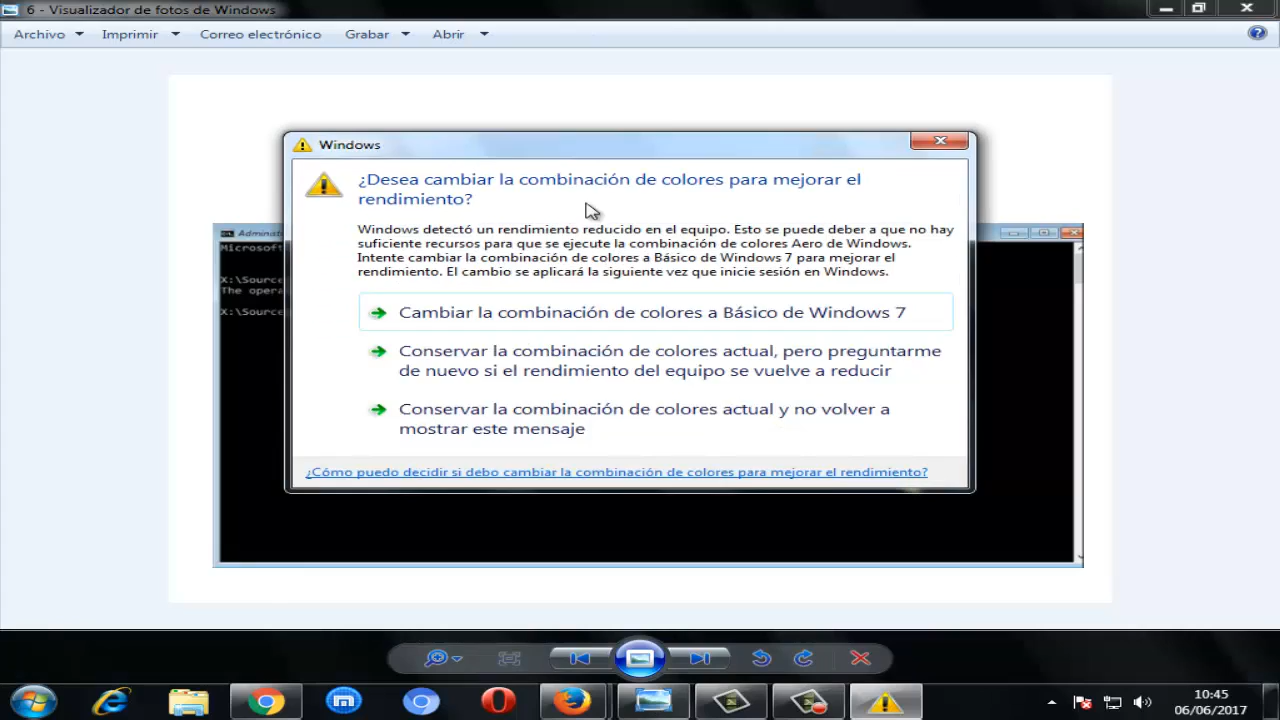 6 - Visualizador de fotos de Windows
Archivo Imprimir Correo electrónico Grabar Abrir
Windows
¿Desea cambiar la combinación de colores para mejorar el
rendimiento?
Windows detectó un rendimiento reducido en el equipo. Esto se puede deber a que no hay
suficiente recursos para que se ejecute la combinación de colores Aero de Windows.
Intente cambiar la combinación de colores a Básico de Windows 7 para mejorar el
rendimiento. El cambio se aplicará la siguiente vez que inicie sesión en Windows.
Cambiar la combinación de colores a Básico de Windows 7
Conservar la combinación de colores actual, pero preguntarme
de nuevo si el rendimiento del equipo se vuelve a reducir
Conservar la combinación de colores actual y no volver a
mostrar este mensaje
¿Cómo puedo decidir si debo cambiar la combinación de colores para mejorar el rendimiento?
Administ
Microsof
X:\Source
The opera
X:\Source
10:45
06/06/2017